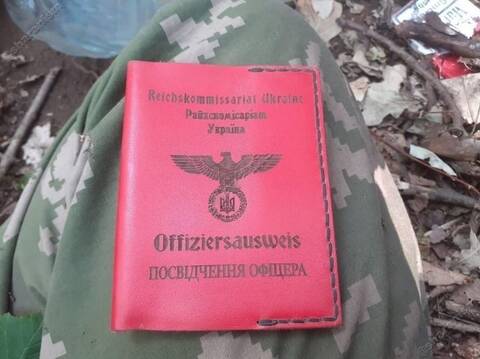 Reichskommissariat Ukraine
Райхскомісаріат
Україна
Offiziersausweis
ПОСВІДЧЕННЯ ОФІЦЕРА